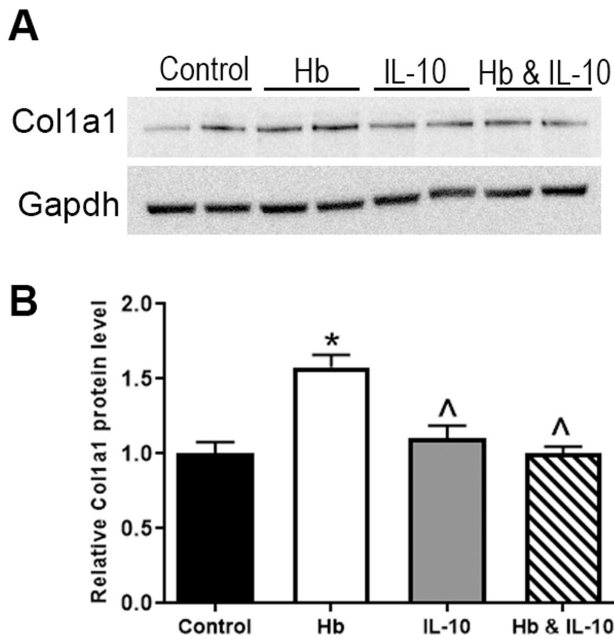 A
Control Hb IL-10 Hb & IL-10
Col1a1
Gapdh
B
Relative Col1a1 protein level
2.0
1.5
1.0
0.5
0.0
*
^
^
Control Hb IL-10 Hb & IL-10